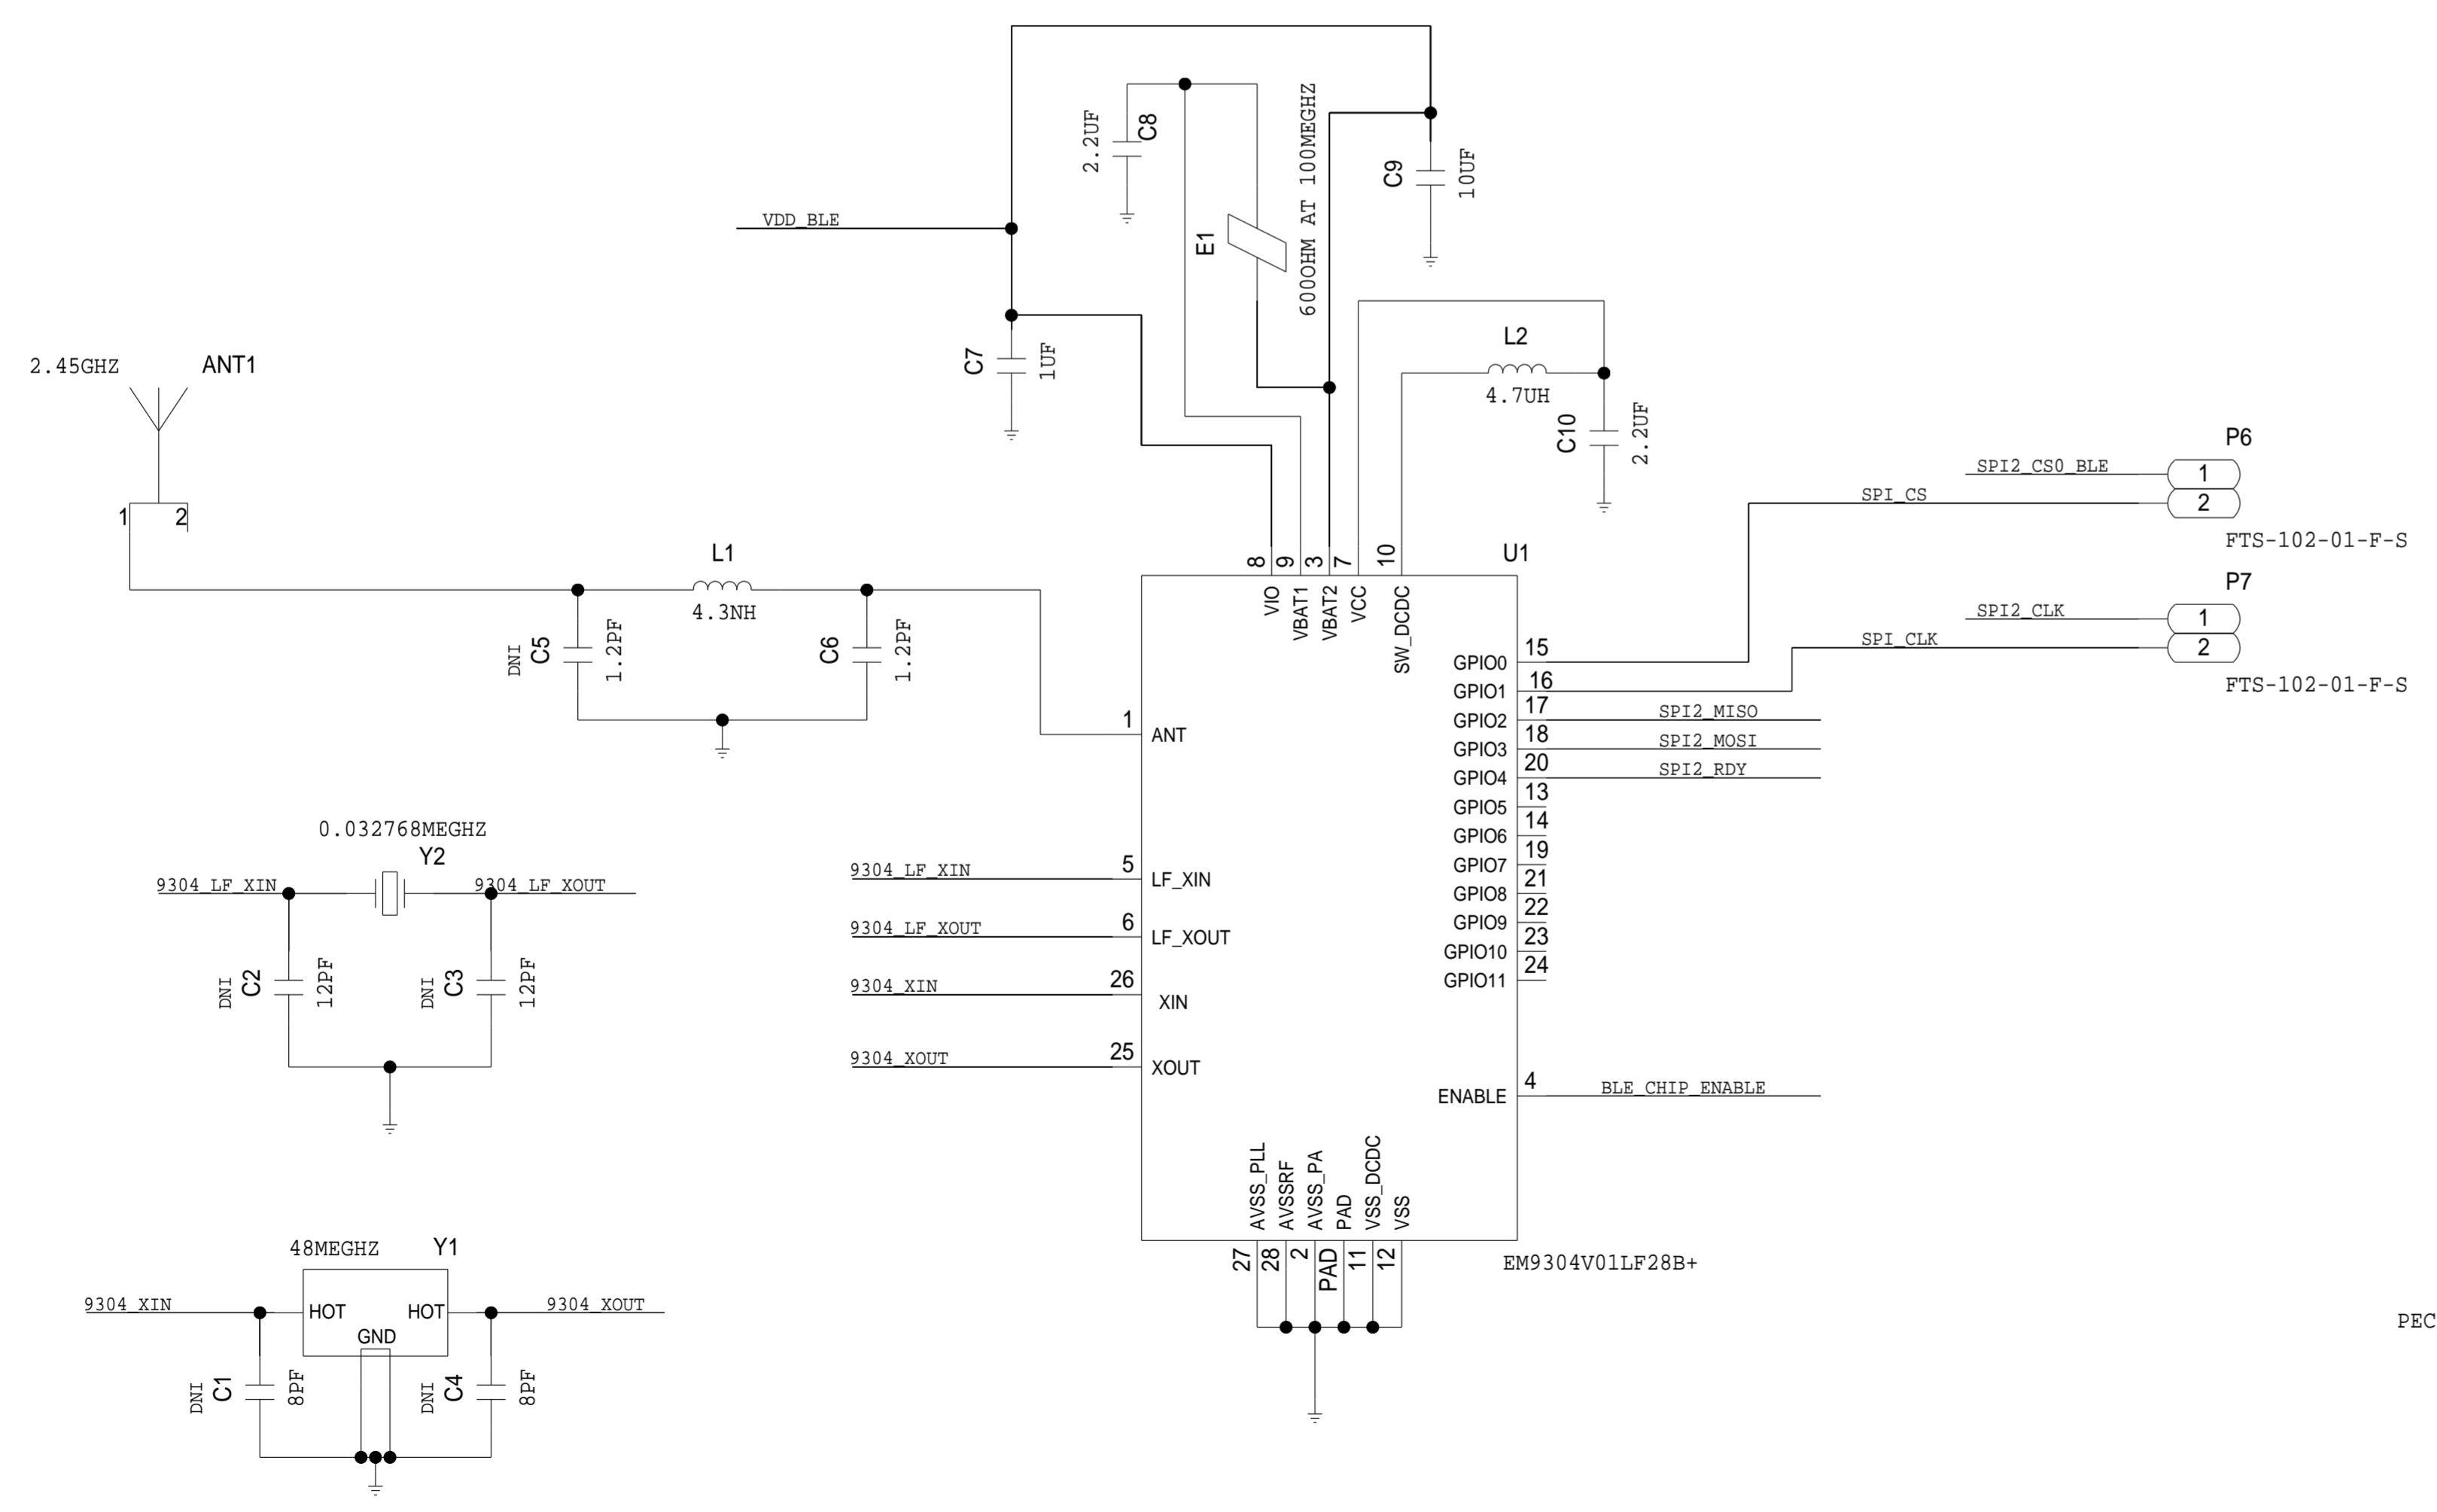 2.2UF
C8
600OHM AT 100MEGHZ
C9
10UF
VDD_BLE
E1
C7
1UF
L2
4.7UH
C10
2.2UF
2.45GHZ
ANT1
1
2
P6
SPI2_CS0_BLE
1
SPI_CS
2
FTS-102-01-F-S
P7
SPI2_CLK
1
SPI_CLK
2
FTS-102-01-F-S
L1
4.3NH
DNI
C5
1.2PF
C6
1.2PF
U1
8
9
3
7
10
VIO
VBAT1
VBAT2
VCC
SW_DCDC
GPIO0
15
GPIO1
16
GPIO2
17
SPI2_MISO
GPIO3
18
SPI2_MOSI
GPIO4
20
SPI2_RDY
GPIO5
13
GPIO6
14
GPIO7
19
GPIO8
21
GPIO9
22
GPIO10
23
GPIO11
24
ENABLE
4
BLE_CHIP_ENABLE
1
ANT
9304_LF_XIN
5
LF_XIN
9304_LF_XOUT
6
LF_XOUT
9304_XIN
26
XIN
9304_XOUT
25
XOUT
AVSS_PLL
AVSSRF
AVSS_PA
PAD
VSS_DCDC
VSS
27
28
2
PAD
11
12
EM9304V01LF28B+
0.032768MEGHZ
Y2
9304_LF_XIN
9304_LF_XOUT
DNI
C2
12PF
DNI
C3
12PF
48MEGHZ
Y1
9304_XIN
HOT
HOT
9304_XOUT
GND
DNI
C1
8PF
DNI
C4
8PF
PEC